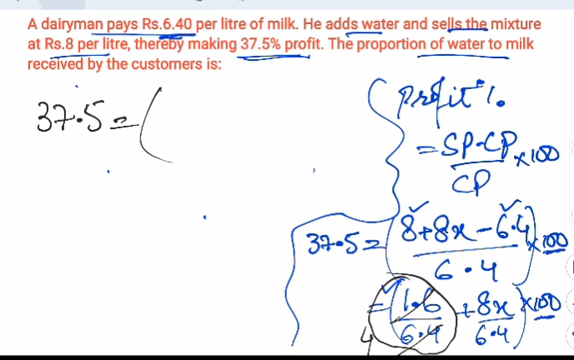 A dairyman pays Rs.6.40 per litre of milk. He adds water and sells the mixture
at Rs.8 per litre, thereby making 37.5% profit. The proportion of water to milk
received by the customers is:
37.5 = (
Profit %
= SP-CP/CP ×100
37.5 = (8+8x-6.4/6.4) ×100
= (1.6/6.4 + 8x/6.4) ×100
4